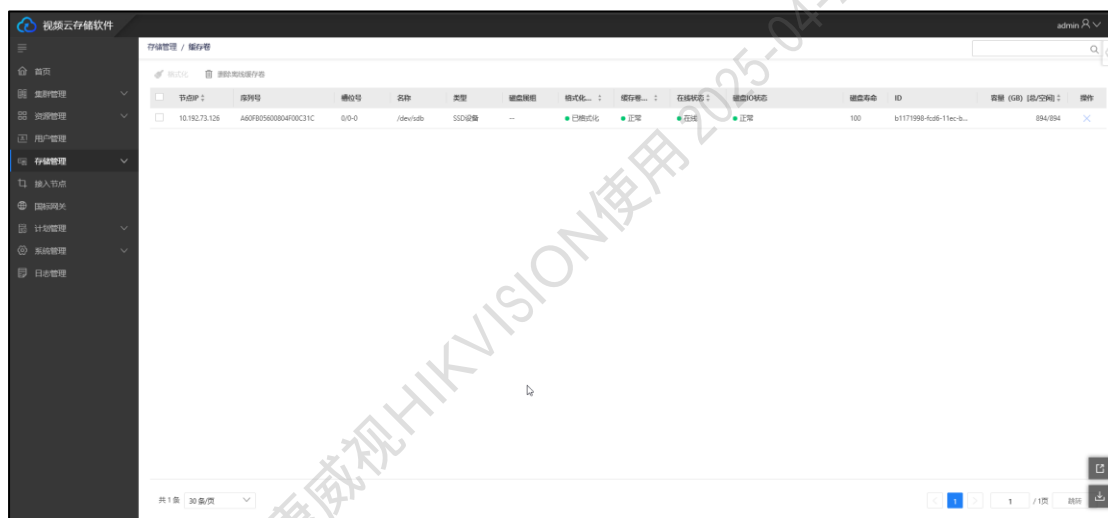 视频云存储软件
admin
存储管理 / 缓存卷
首页
集群管理
资源管理
用户管理
存储管理
接入节点
国标网关
计划管理
系统管理
日志管理
格式化 删除离线缓存卷
节点IP 序列号 槽位号 名称 类型 磁盘属组 格式化... 缓存卷... 在线状态 磁盘IO状态 磁盘寿命 ID 容量 (GB) [总/空闲] 操作
10.192.73.126 A60FB05600804F00C31C 0/0-0 /dev/sdb SSD设备 -- 已格式化 正常 在线 正常 100 b1171998-fcd6-11ec-b... 894/894
康威视HIKVISION使用 2025-04-
共 1 条 30 条/页 1 1 / 1页 跳转